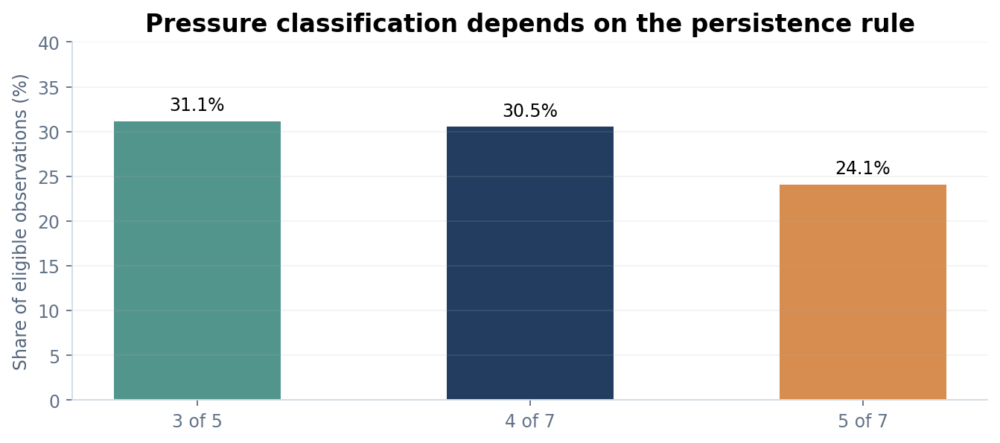 Pressure classification depends on the persistence rule
Share of eligible observations (%)
40
35
30
25
20
15
10
5
0
31.1%
30.5%
24.1%
3 of 5
4 of 7
5 of 7